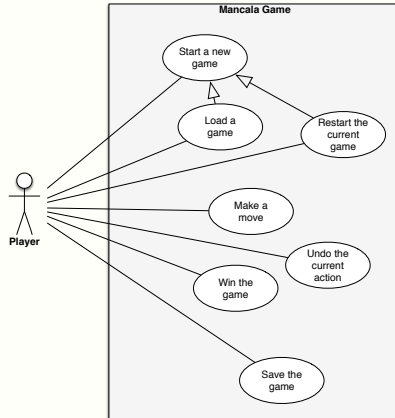 Mancala Game
Start a new
game
Load a
game
Restart the
current
game
Player
Make a
move
Undo the
current
action
Win the
game
Save the
game